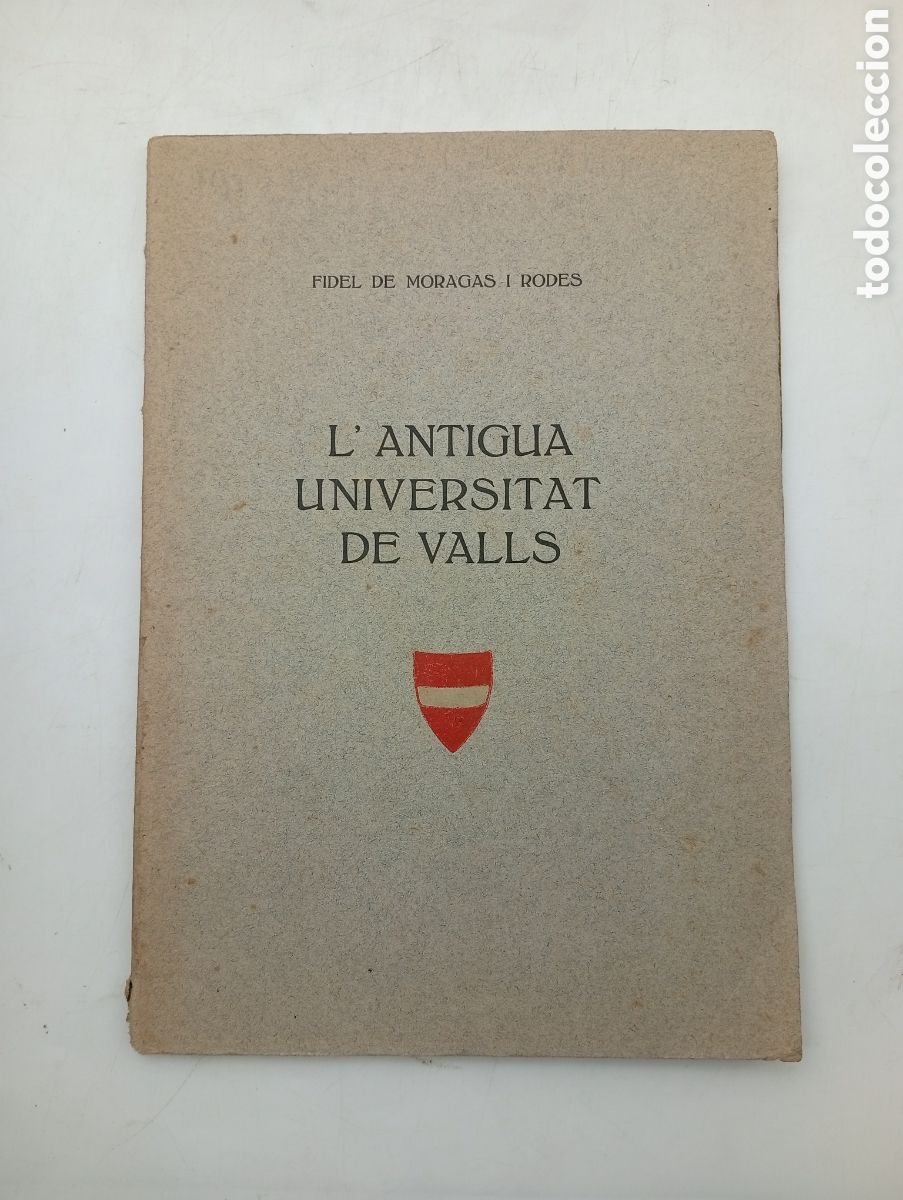 FIDEL DE MORAGAS I RODES
L' ANTIGUA
UNIVERSITAT
DE VALLS
todocoleccion